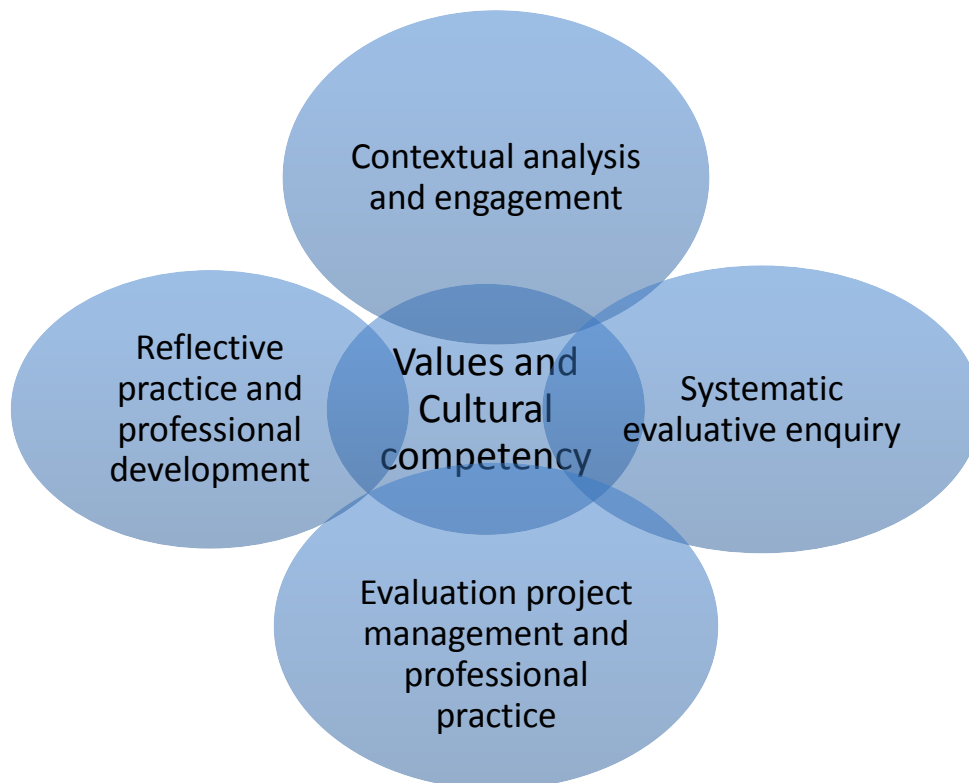 Contextual analysis
and engagement
Reflective
practice and
professional
development
Values and
Cultural
competency
Systematic
evaluative enquiry
Evaluation project
management and
professional
practice